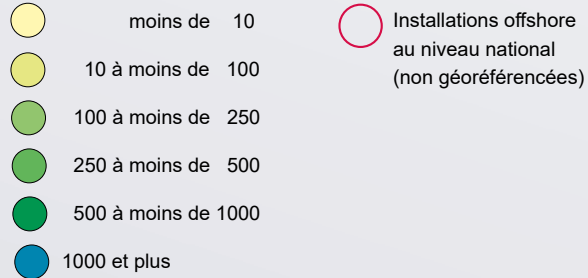 moins de 10
10 à moins de 100
100 à moins de 250
250 à moins de 500
500 à moins de 1000
1000 et plus
Installations offshore
au niveau national
(non géoréférencées)